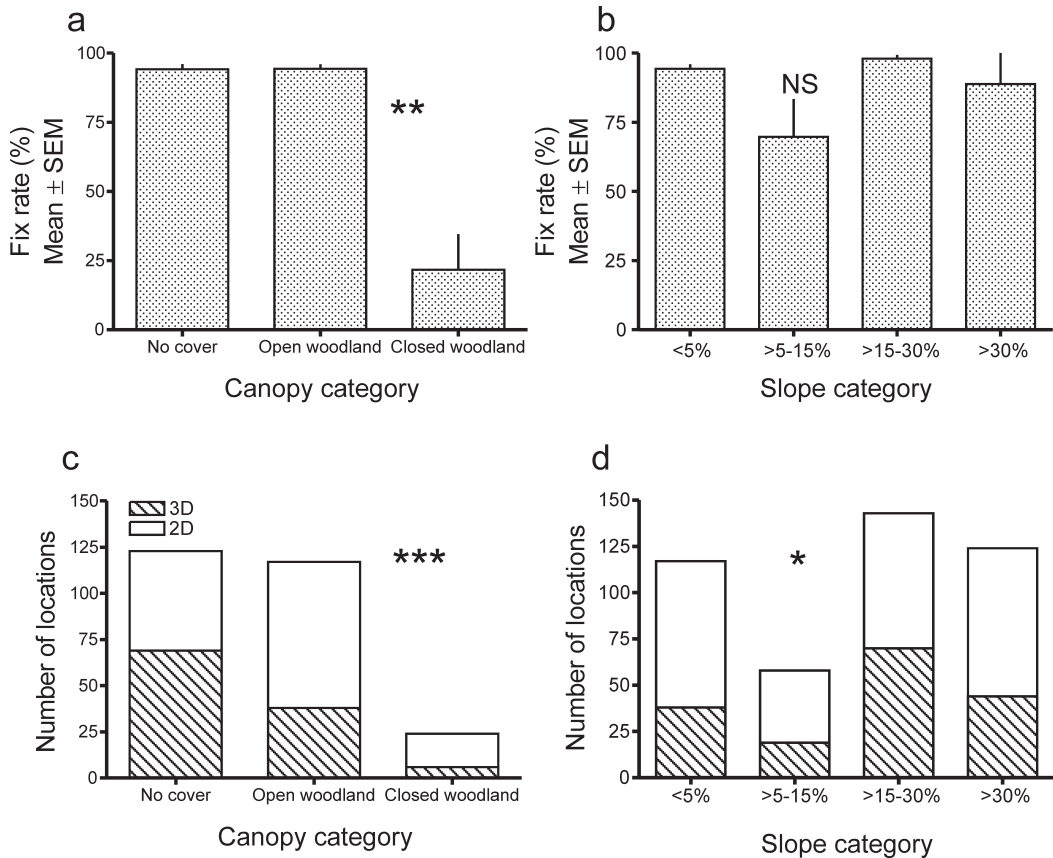 a
Fix rate (%)
Mean ± SEM
100
75
50
25
0
**
No cover Open woodland Closed woodland
Canopy category
b
Fix rate (%)
Mean ± SEM
100
75
50
25
0
NS
<5% >5-15% >15-30% >30%
Slope category
c
Number of locations
150
125
100
75
50
25
0
3D
2D
***
No cover Open woodland Closed woodland
Canopy category
d
Number of locations
150
125
100
75
50
25
0
*
<5% >5-15% >15-30% >30%
Slope category